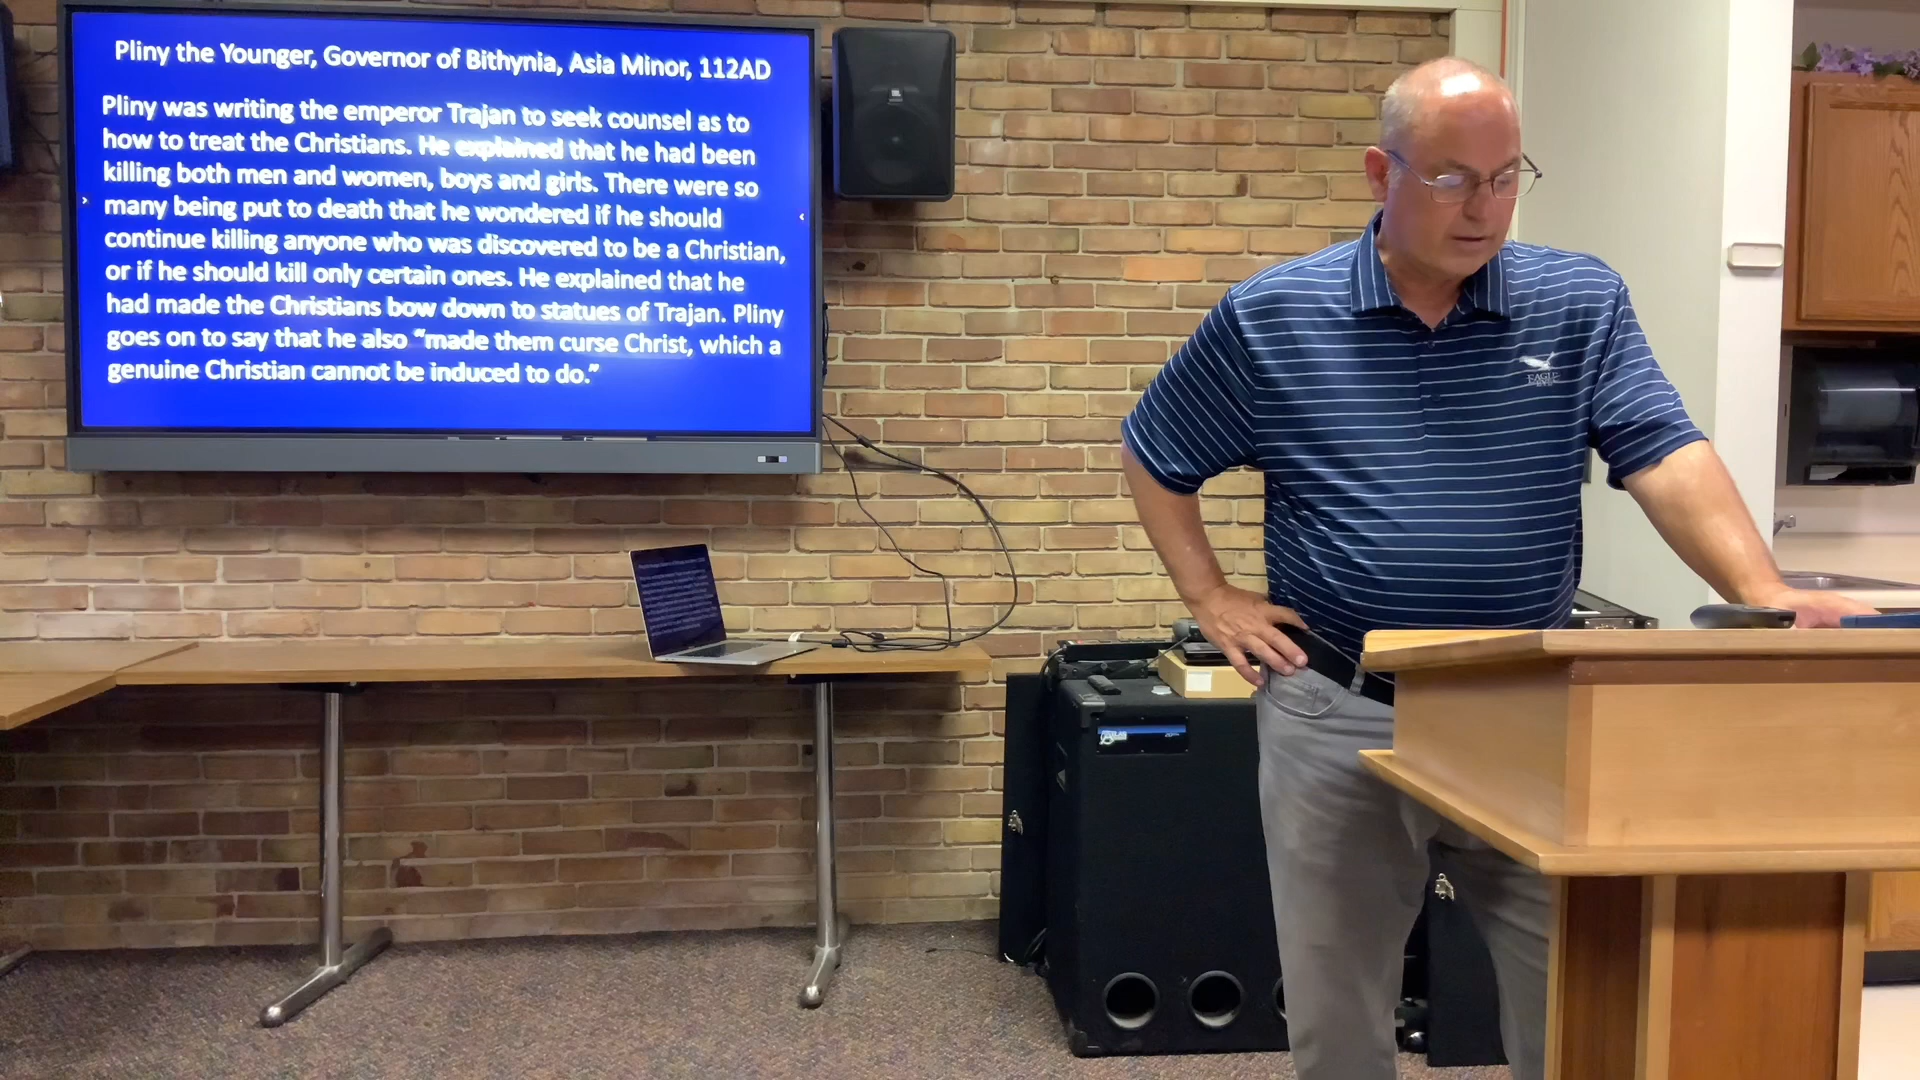 Pliny the Younger, Governor of Bithynia, Asia Minor, 112AD
Pliny was writing the emperor Trajan to seek counsel as to
how to treat the Christians. He explained that he had been
killing both men and women, boys and girls. There were so
many being put to death that he wondered if he should
continue killing anyone who was discovered to be a Christian,
or if he should kill only certain ones. He explained that he
had made the Christians bow down to statues of Trajan. Pliny
goes on to say that he also “made them curse Christ, which a
genuine Christian cannot be induced to do.”
JBL
EAGLE